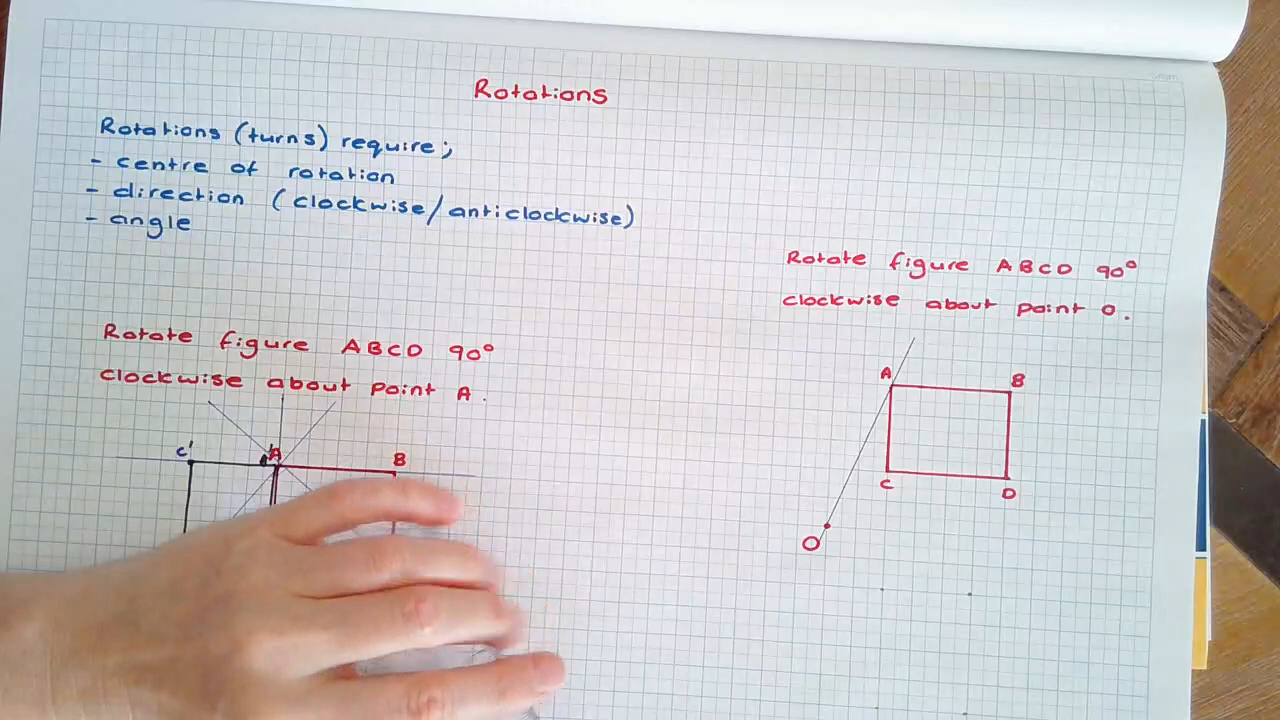 Rotations
Rotations (turns) require;
- centre of rotation
- direction (clockwise/anticlockwise)
- angle
Rotate figure ABCD 90°
clockwise about point O.
Rotate figure ABCD 90°
clockwise about point A.
A B
C D
O
C' A' A B